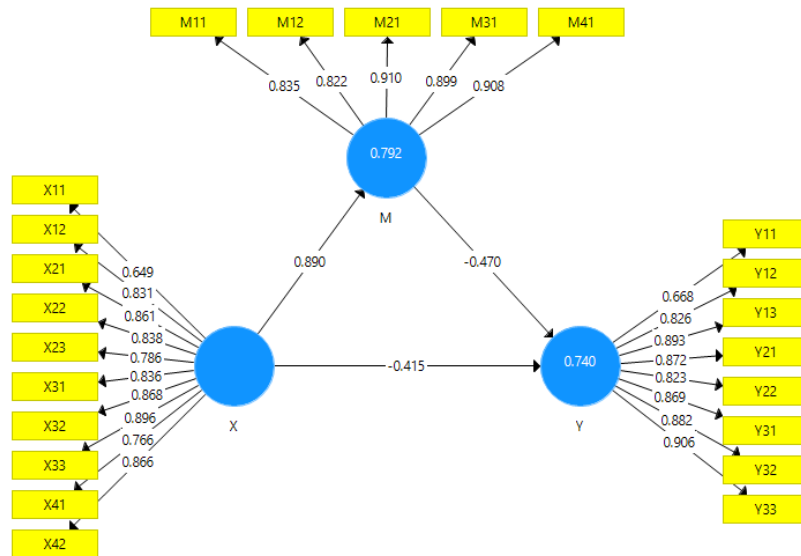 M11 M12 M21 M31 M41
0.835 0.822 0.910 0.899 0.908
0.792
M
X11
X12
X21
X22
X23
X31
X32
X33
X41
X42
0.649
0.831
0.861
0.838
0.786
0.836
0.868
0.896
0.766
0.866
0.890
-0.470
-0.415
X
0.740
Y
0.668
0.826
0.893
0.872
0.823
0.869
0.882
0.906
Y11
Y12
Y13
Y21
Y22
Y31
Y32
Y33